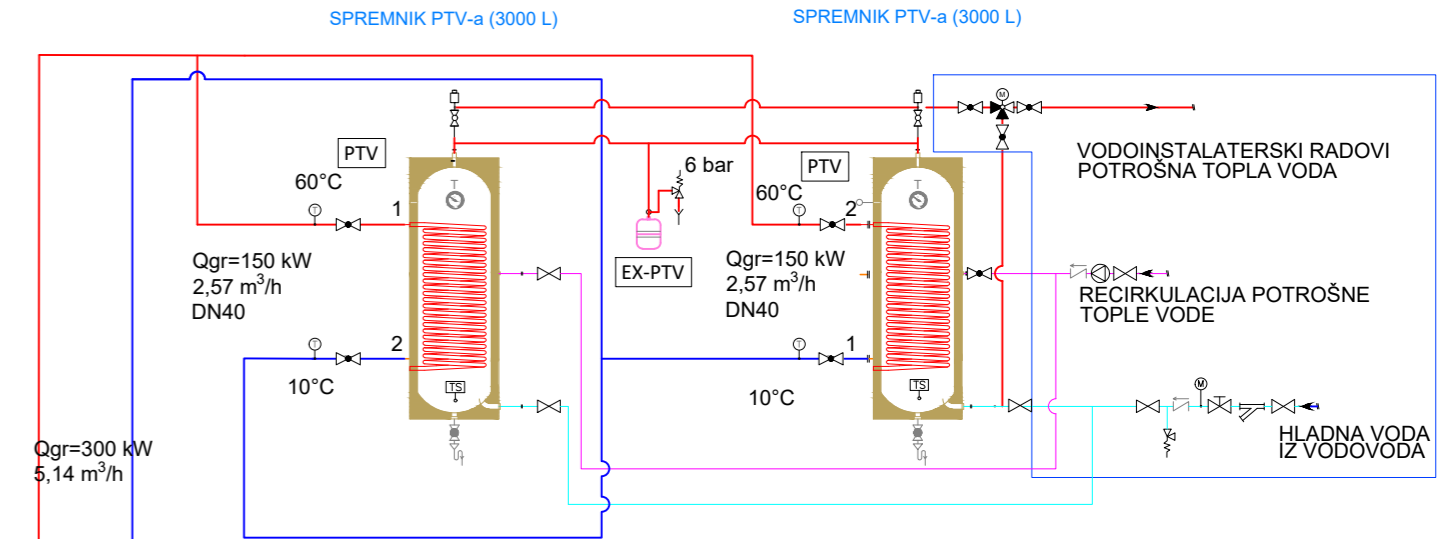 SPREMNIK PTV-a (3000 L)
SPREMNIK PTV-a (3000 L)
M
VODOINSTALATERSKI RADOVI
POTROŠNA TOPLA VODA
PTV
6 bar
PTV
60°C
T
60°C
T
T
1
T
2
Qgr=150 kW
2,57 m³/h
DN40
EX-PTV
Qgr=150 kW
2,57 m³/h
DN40
RECIRKULACIJA POTROŠNE
TOPLE VODE
T
2
T
1
10°C
TS
10°C
TS
M
HLADNA VODA
IZ VODOVODA
Qgr=300 kW
5,14 m³/h